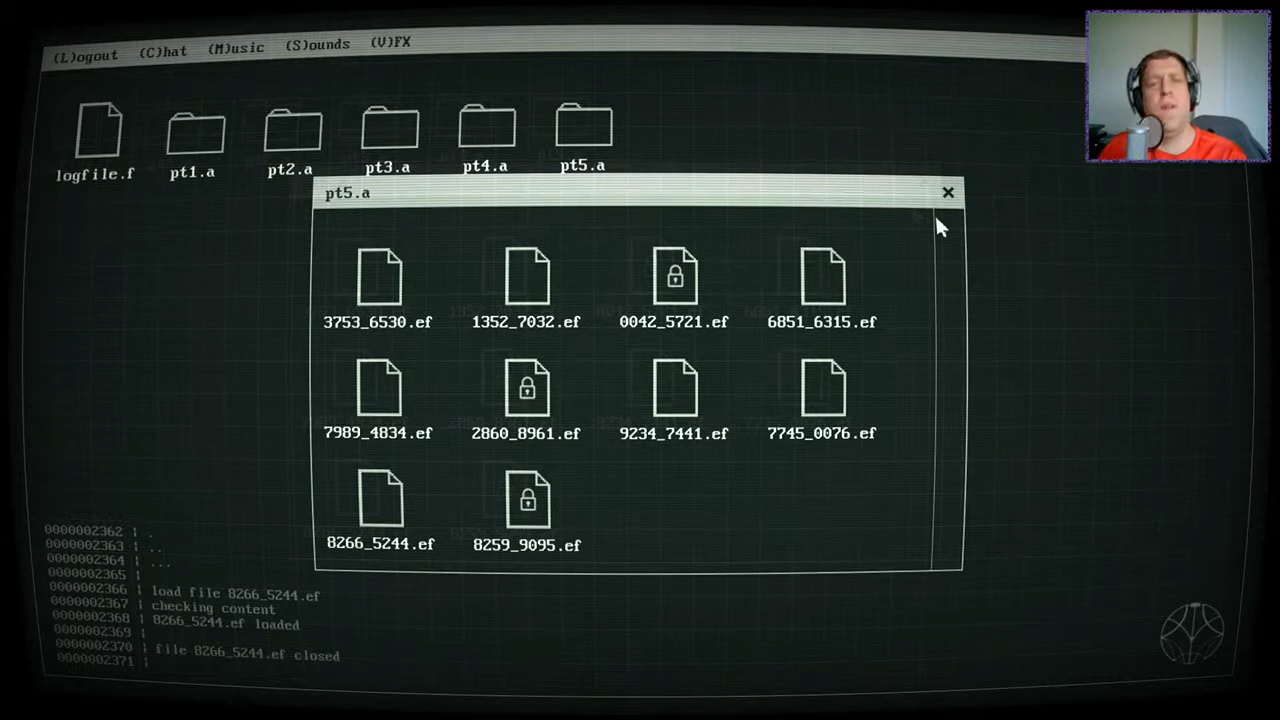 (L)ogout (C)hat (M)usic (S)ounds (V)FX
logfile.f pt1.a pt2.a pt3.a pt4.a pt5.a
pt5.a
3753_6530.ef 1352_7032.ef 0042_5721.ef 6851_6315.ef
7989_4834.ef 2860_8961.ef 9234_7441.ef 7745_0076.ef
8266_5244.ef 8259_9095.ef
0000002362 | .
0000002363 | ..
0000002364 | ...
0000002365 |
0000002366 | load file 8266_5244.ef
0000002367 | checking content
0000002368 | 8266_5244.ef loaded
0000002369 |
0000002370 | file 8266_5244.ef closed
0000002371 |